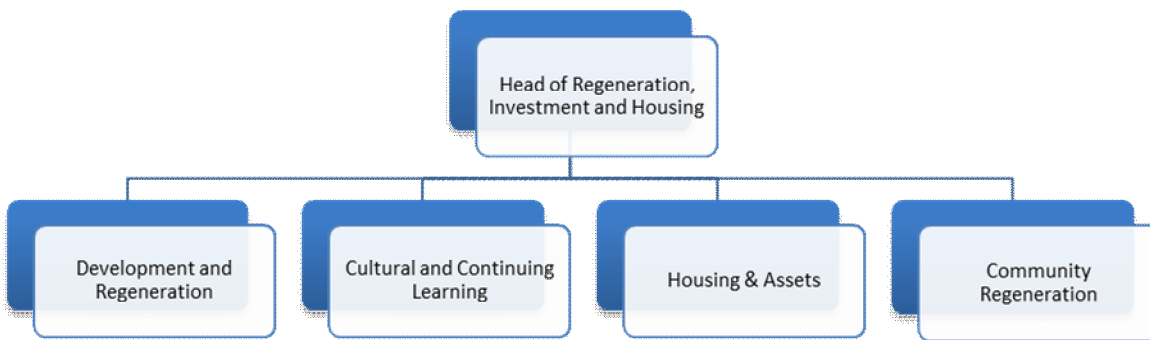 Head of Regeneration,
Investment and Housing
Development and
Regeneration
Cultural and Continuing
Learning
Housing & Assets
Community
Regeneration